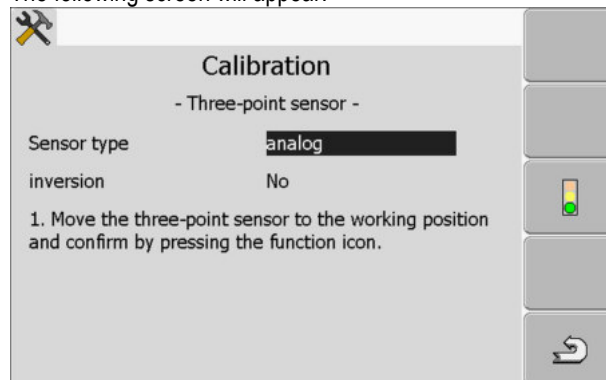 The following screen will appear:
Calibration
- Three-point sensor -
Sensor type analog
inversion No
1. Move the three-point sensor to the working position
and confirm by pressing the function icon.